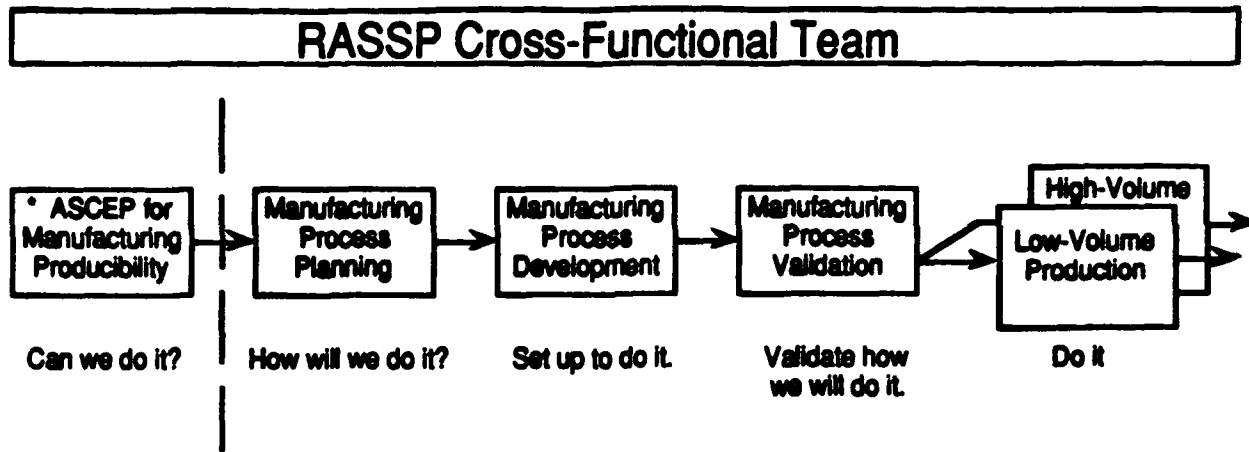 RASSP Cross-Functional Team
* ASCEP for
Manufacturing
Producibility
Manufacturing
Process
Planning
Manufacturing
Process
Development
Manufacturing
Process
Validation
High-Volume
Low-Volume
Production
Can we do it?
How will we do it?
Set up to do it.
Validate how
we will do it.
Do it